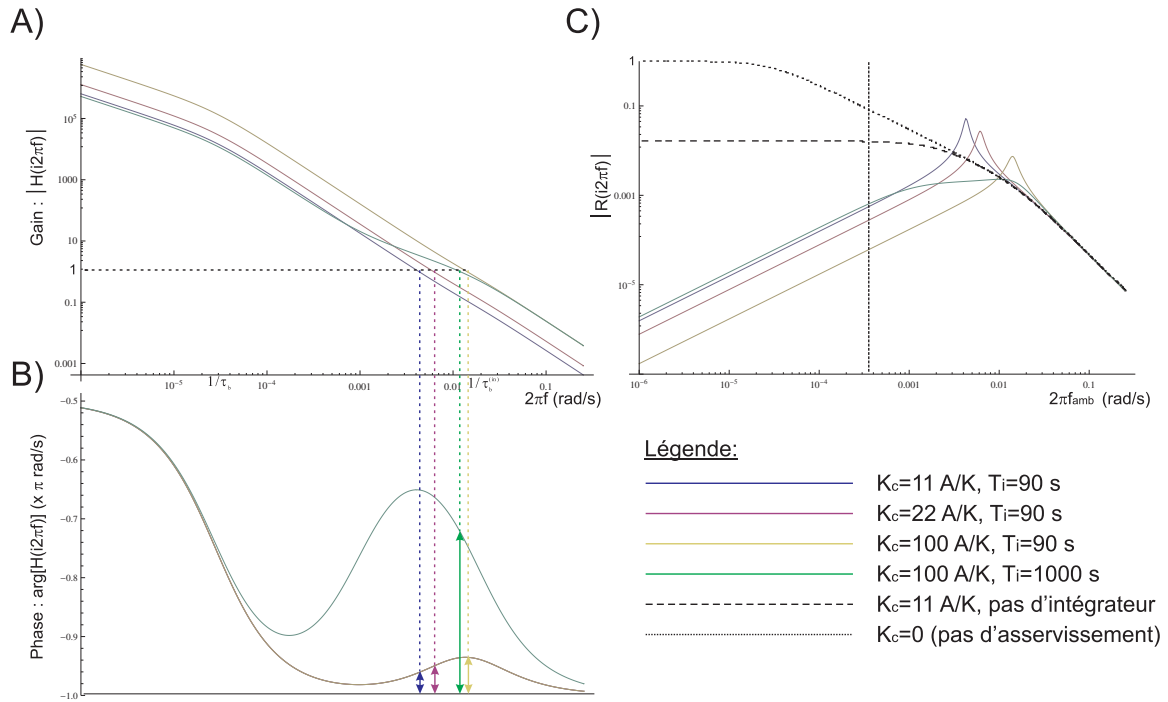 A)
Gain : |H(i2πf)|
10⁵
1000
10
1
0.1
0.001
10⁻⁵
1/τb
10⁻⁴
0.001
0.01
1/τb⁽ⁱⁿ⁾
0.1
2πf (rad/s)
B)
Phase : arg[H(i2πf)] (x π rad/s)
−0.5
−0.6
−0.7
−0.8
−0.9
−1.0
C)
|R(i2πf)|
1
0.1
0.001
10⁻⁵
10⁻⁶
10⁻⁵
10⁻⁴
0.001
0.01
0.1
2πfamb (rad/s)
Légende:
Kc=11 A/K, Ti=90 s
Kc=22 A/K, Ti=90 s
Kc=100 A/K, Ti=90 s
Kc=100 A/K, Ti=1000 s
Kc=11 A/K, pas d'intégrateur
Kc=0 (pas d'asservissement)